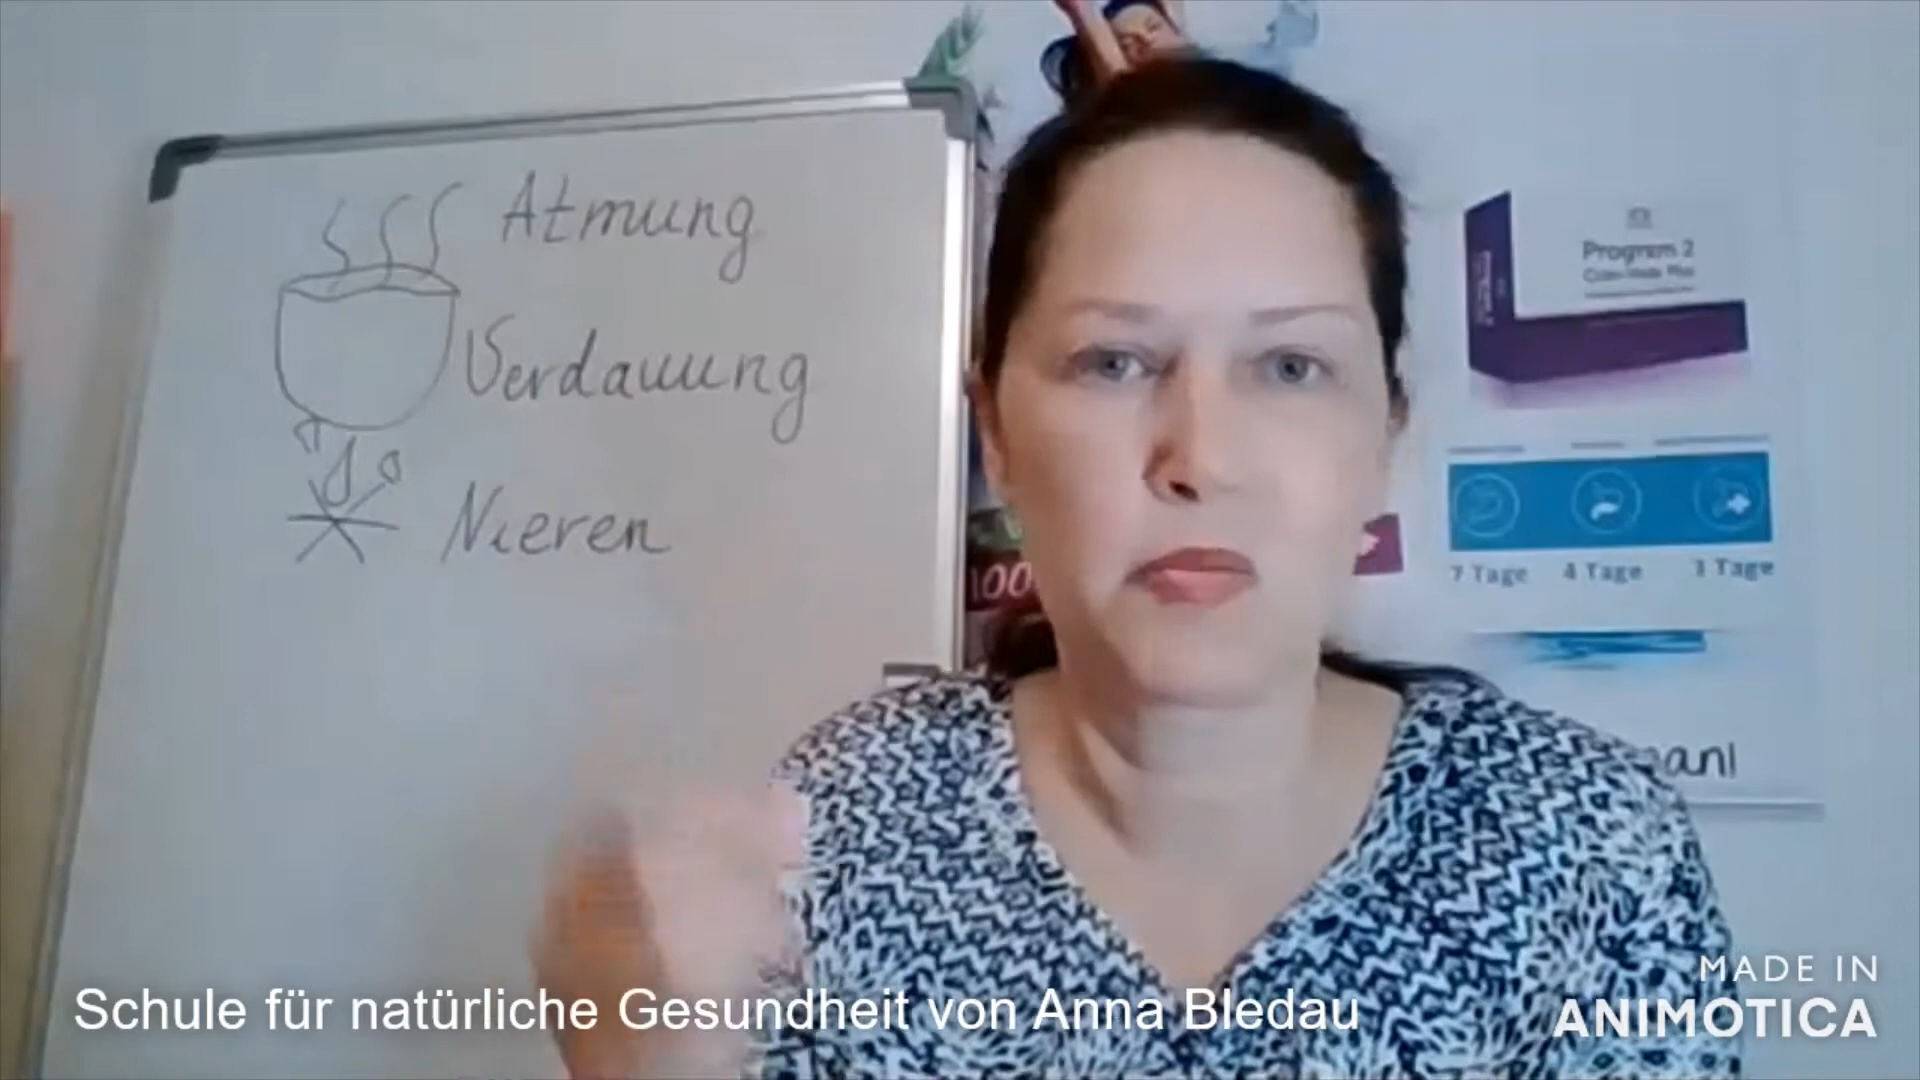 Atmung
Verdauung
Nieren
Program 2
100
7 Tage
4 Tage
1 Tage
Schule für natürliche Gesundheit von Anna Bledau
MADE IN
ANIMOTICA